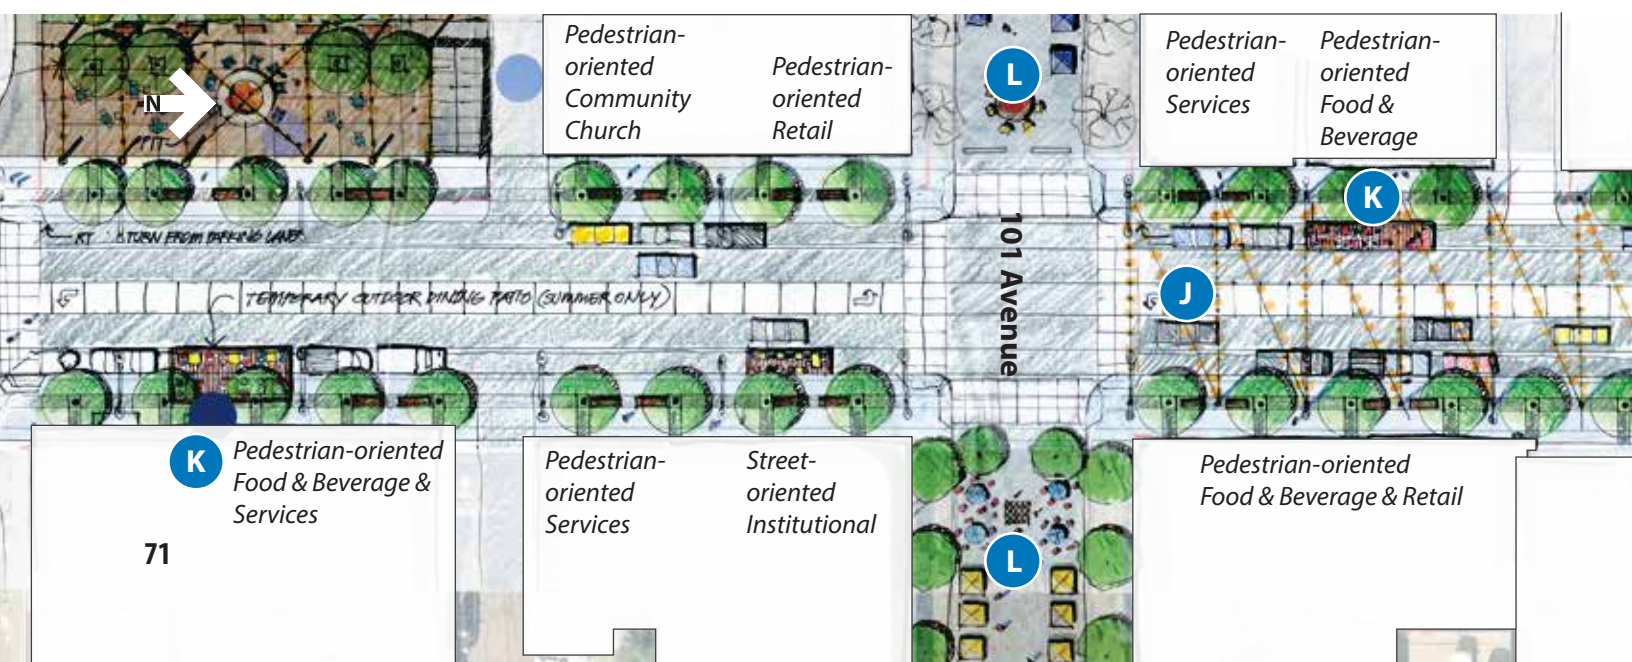 Pedestrian-
oriented
Community
Church
Pedestrian-
oriented
Retail
L
Pedestrian-
oriented
Services
Pedestrian-
oriented
Food &
Beverage
N
PIT
K
RT TURN FROM PARKING LANE
101 Avenue
TEMPORARY OUTDOOR DINING PATIO (SUMMER ONLY)
J
K
Pedestrian-oriented
Food & Beverage &
Services
71
Pedestrian-
oriented
Services
Street-
oriented
Institutional
L
Pedestrian-oriented
Food & Beverage & Retail